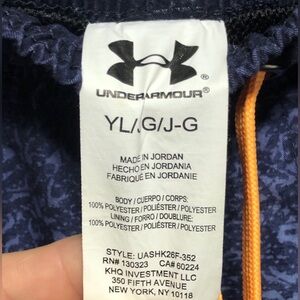 UNDER ARMOUR®
YL/G/J-G
MADE IN JORDAN
HECHO EN JORDANIA
FABRIQUÉ EN JORDANIE
BODY / CUERPO / CORPS:
100% POLYESTER / POLIÉSTER / POLYESTER
LINING / FORRO / DOUBLURE:
100% POLYESTER / POLIÉSTER / POLYESTER
STYLE: UASHK26F-352
RN# 130323 CA# 60224
KHQ INVESTMENT LLC
350 FIFTH AVENUE
NEW YORK, NY 10118